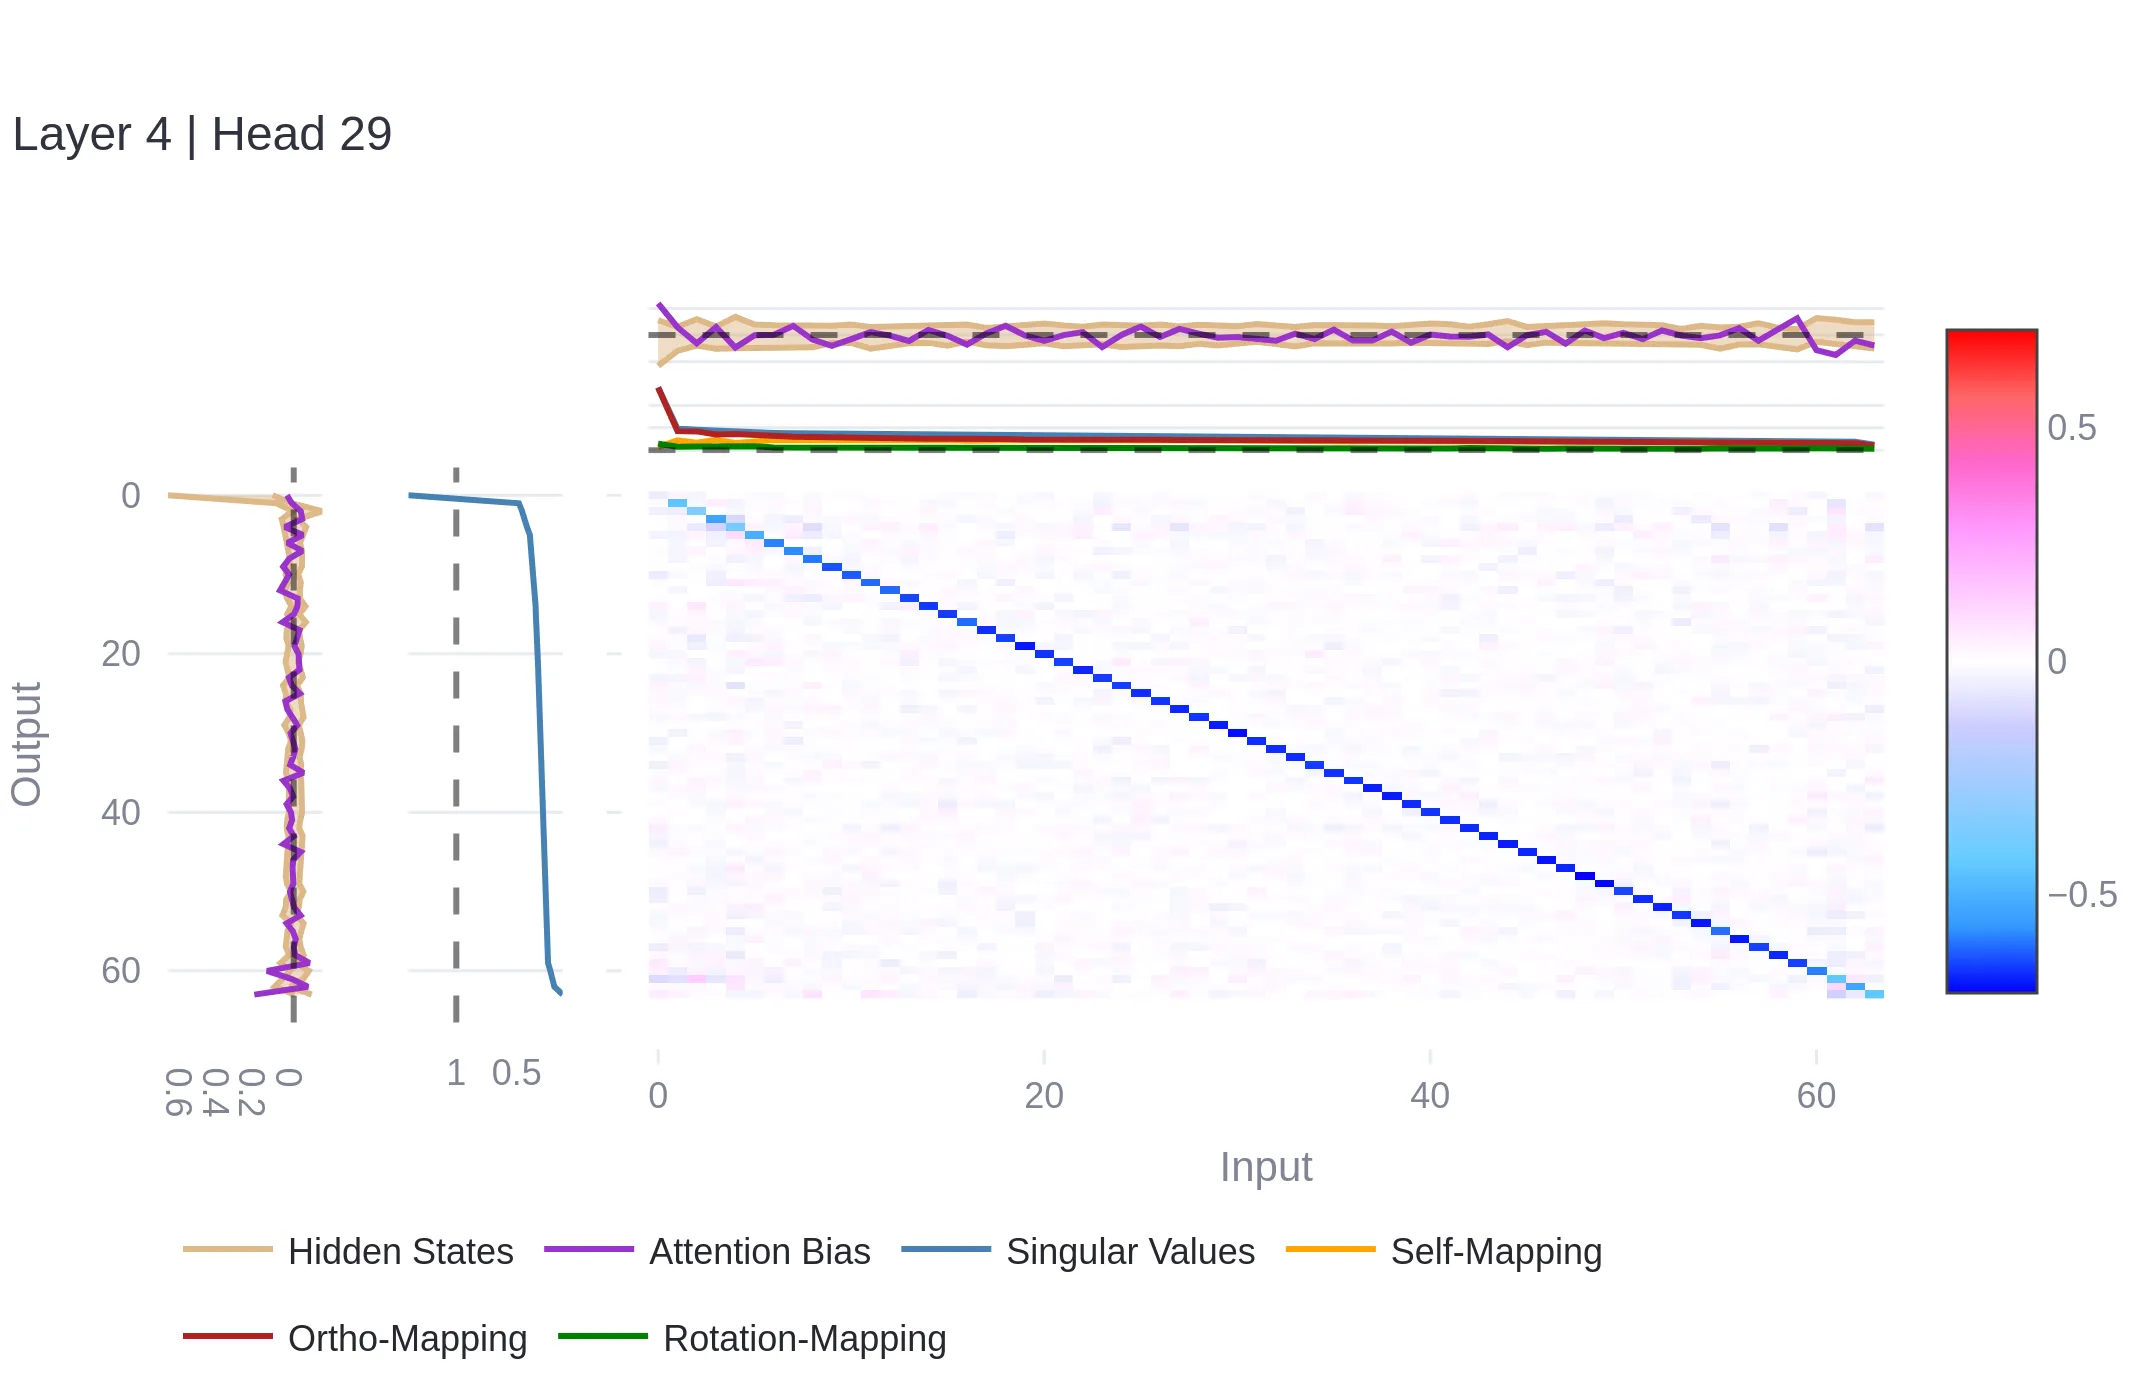 Layer 4 | Head 29
0
20
40
60
Output
0.6
0.4
0.2
0
1
0.5
0
20
40
60
Input
0.5
0
−0.5
Hidden States
Attention Bias
Singular Values
Self-Mapping
Ortho-Mapping
Rotation-Mapping